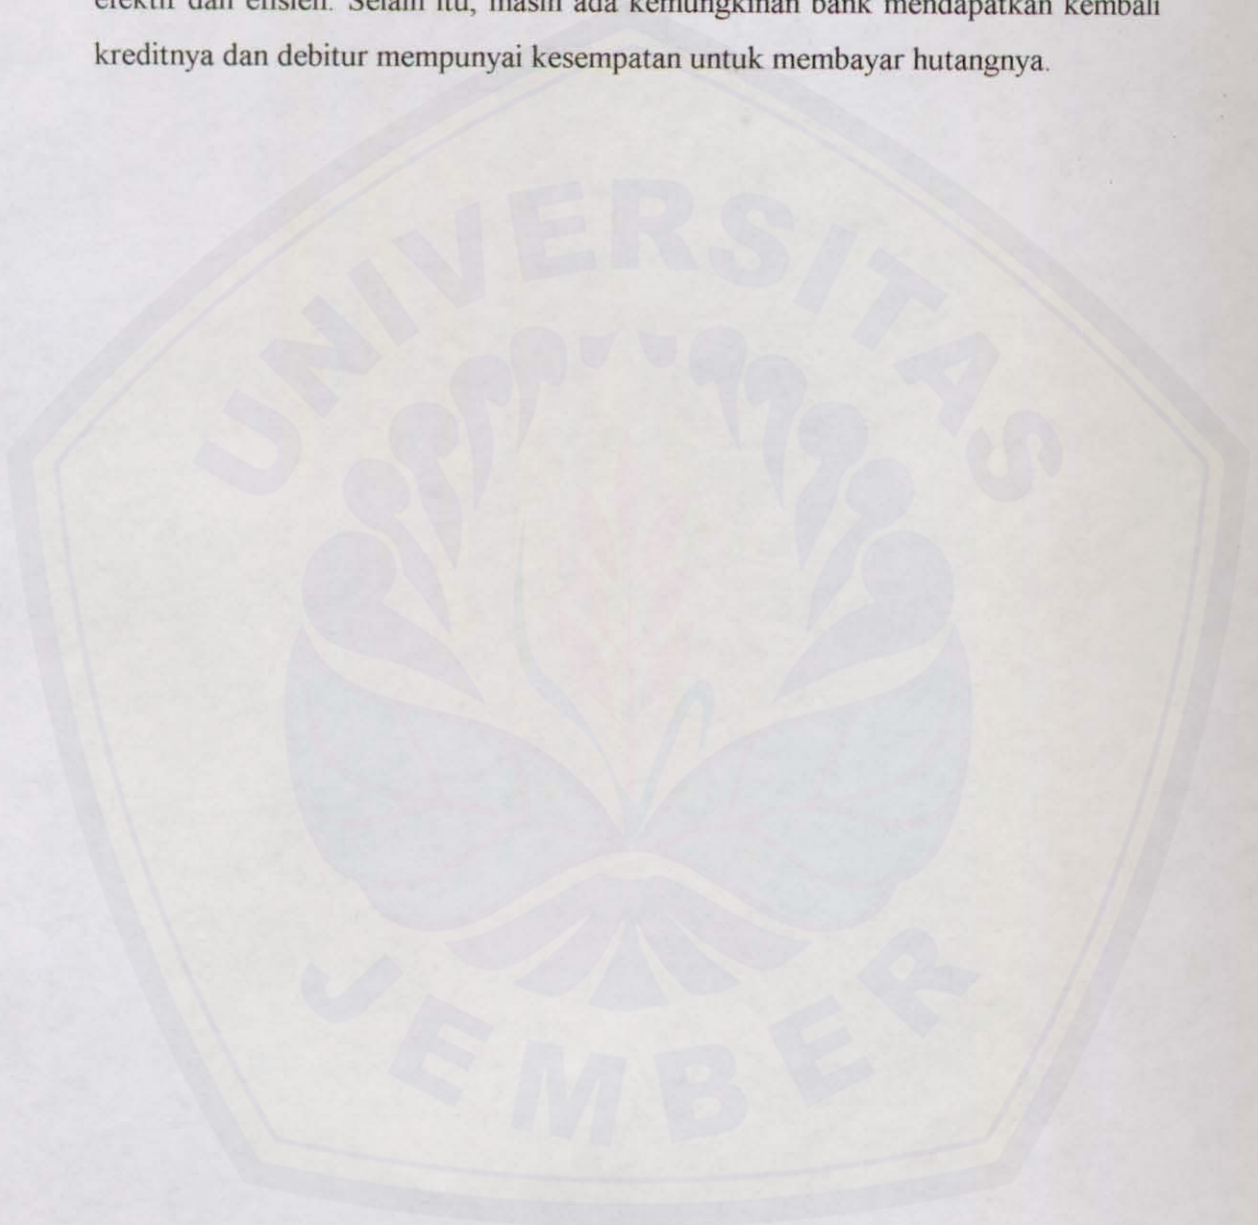 efektif dan efisien. Selain itu, masih ada kemungkinan bank mendapatkan kembali
kreditnya dan debitur mempunyai kesempatan untuk membayar hutangnya.
UNIVERSITAS
JEMBER